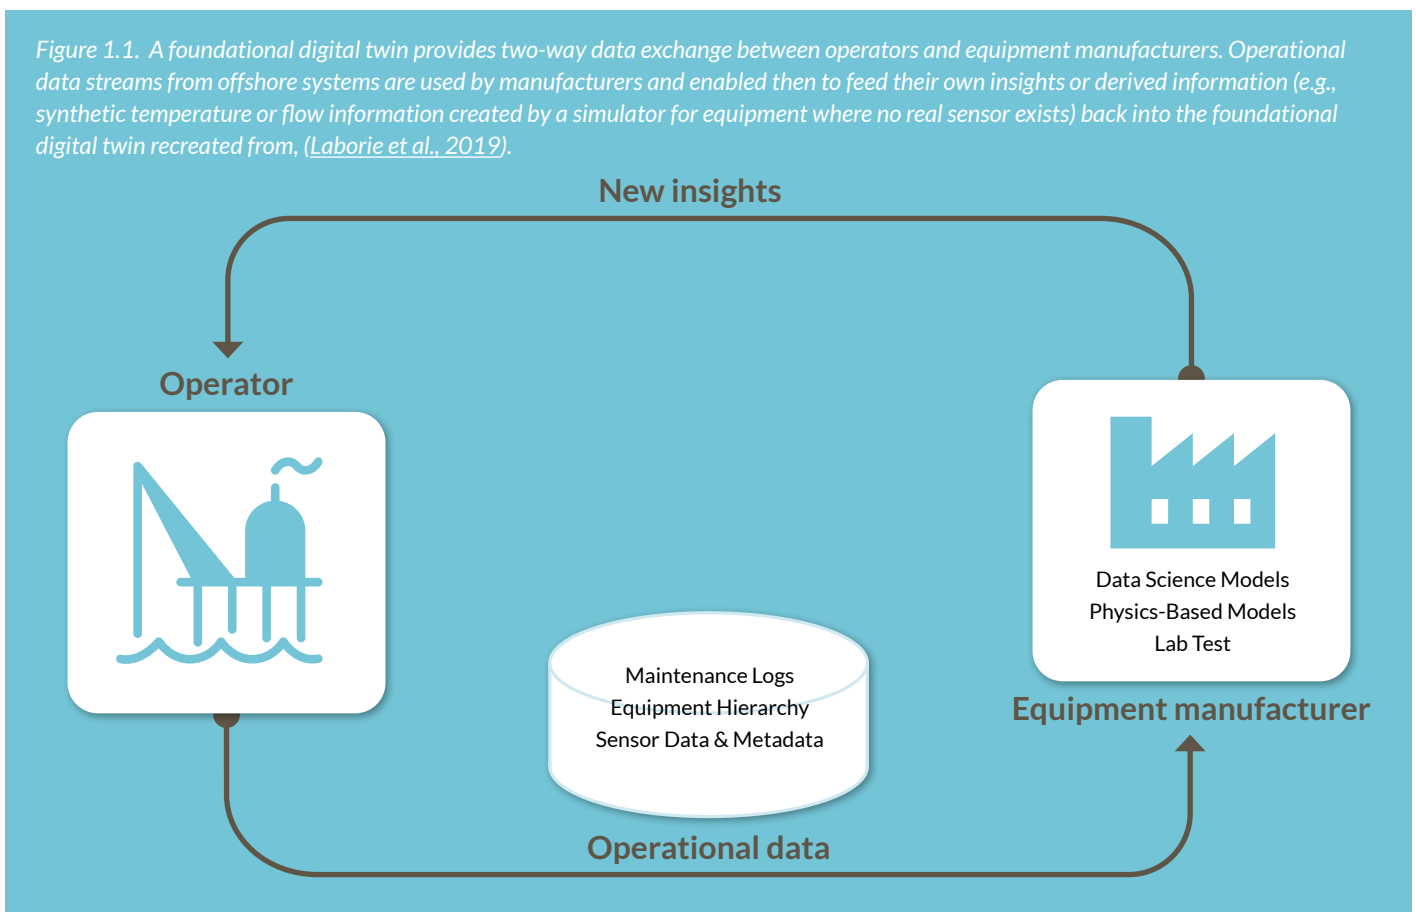 Figure 1.1. A foundational digital twin provides two-way data exchange between operators and equipment manufacturers. Operational
data streams from offshore systems are used by manufacturers and enabled then to feed their own insights or derived information (e.g.,
synthetic temperature or flow information created by a simulator for equipment where no real sensor exists) back into the foundational
digital twin recreated from, (Laborie et al., 2019).
New insights
Operator
Data Science Models
Physics-Based Models
Lab Test
Equipment manufacturer
Maintenance Logs
Equipment Hierarchy
Sensor Data & Metadata
Operational data